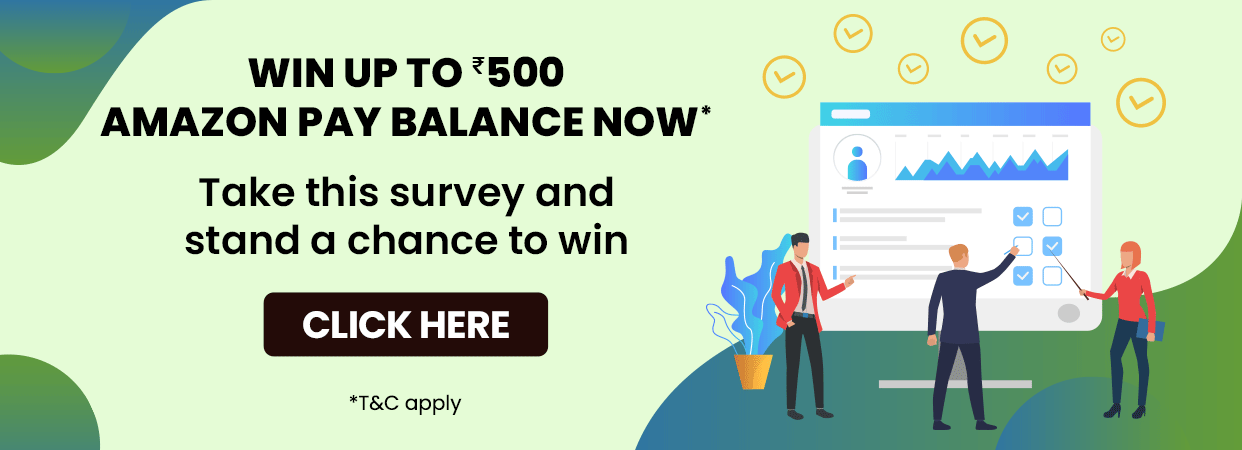 WIN UP TO ₹500
AMAZON PAY BALANCE NOW*
Take this survey and
stand a chance to win
CLICK HERE
*T&C apply